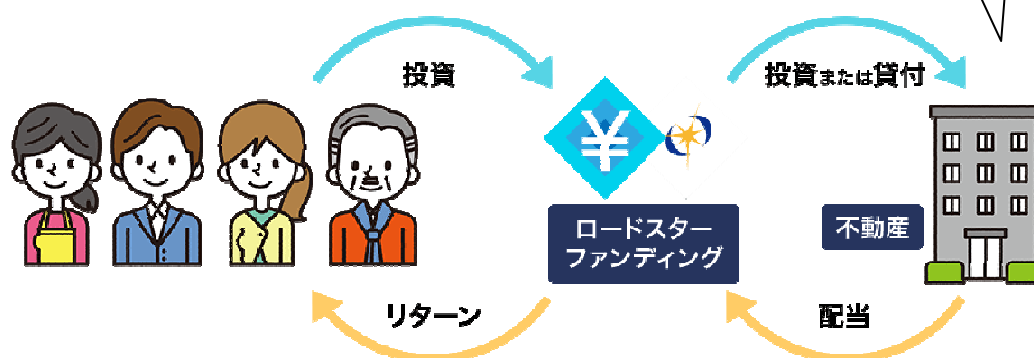 投資
投資または貸付
¥
ロードスター
ファンディング
不動産
リターン
配当